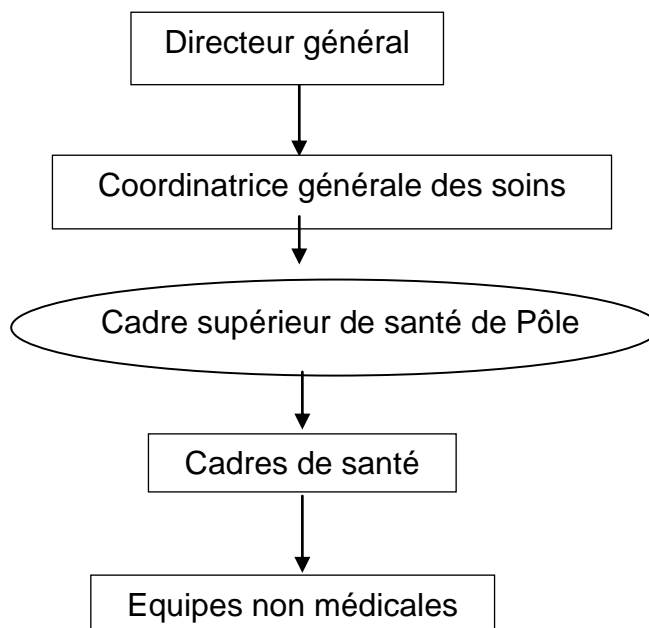 Directeur général
Coordinatrice générale des soins
Cadre supérieur de santé de Pôle
Cadres de santé
Equipes non médicales